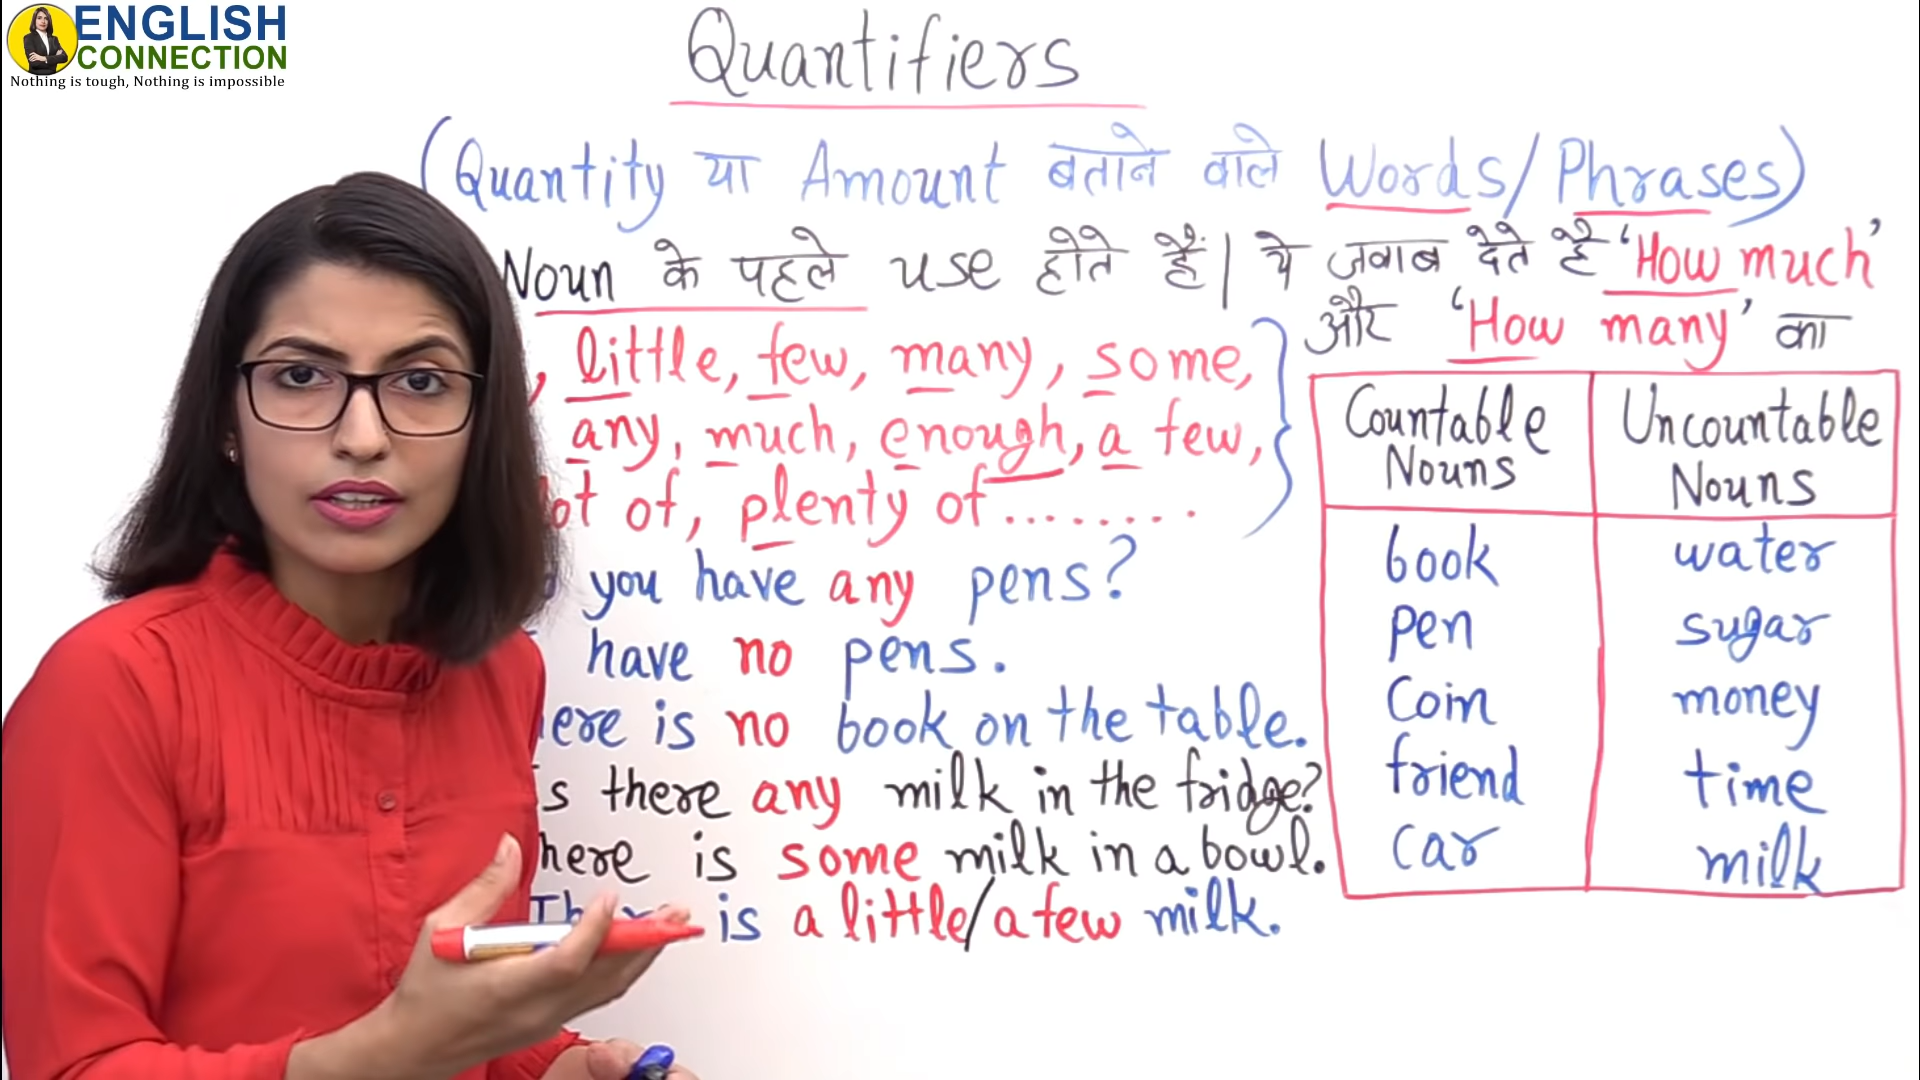 ENGLISH
CONNECTION
Nothing is tough, Nothing is impossible
Quantifiers
(Quantity या Amount बताने वाले Words/Phrases)
Noun के पहले use होते हैं| ये जवाब देते हैं 'How much'
और 'How many' का
, little, few, many, some,
any, much, enough, a few,
lot of, plenty of ........
you have any pens?
have no pens.
is no book on the table.
Is there any milk in the fridge?
is some milk in a bowl.
is a little/a few milk.
Countable Nouns
Uncountable Nouns
book water
pen sugar
Coin money
friend time
car milk